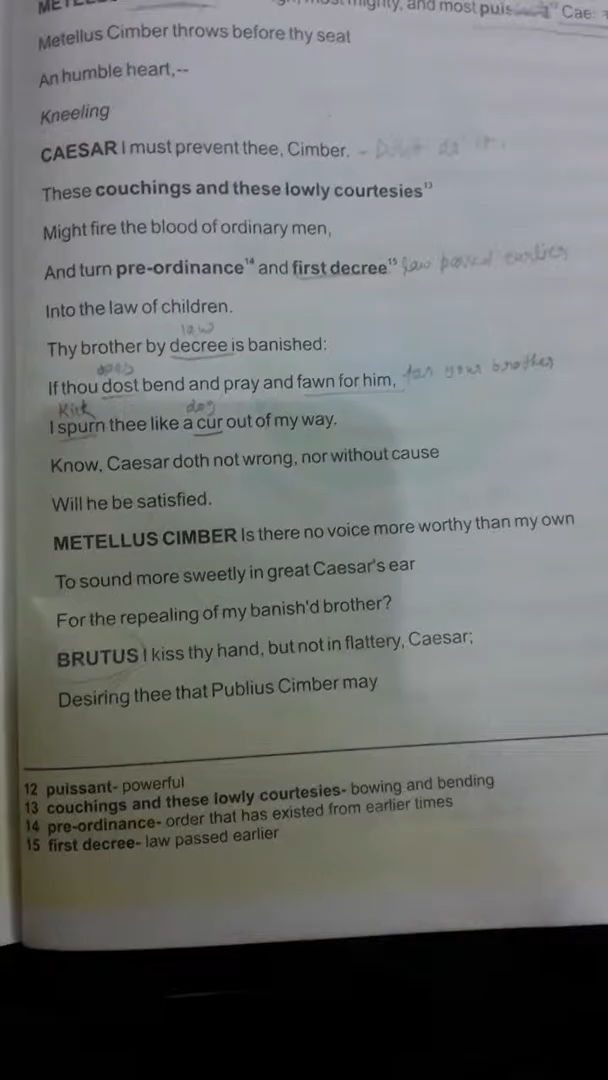 mighty, and most puis Cae:
Metellus Cimber throws before thy seat
An humble heart,--
Kneeling
CAESAR I must prevent thee, Cimber. -
These couchings and these lowly courtesies13
Might fire the blood of ordinary men,
And turn pre-ordinance14 and first decree15 law passed earlier
Into the law of children.
law
Thy brother by decree is banished:
does
If thou dost bend and pray and fawn for him, for your brother
Kick dog
I spurn thee like a cur out of my way.
Know, Caesar doth not wrong, nor without cause
Will he be satisfied.
METELLUS CIMBER Is there no voice more worthy than my own
To sound more sweetly in great Caesar's ear
For the repealing of my banish'd brother?
BRUTUS I kiss thy hand, but not in flattery, Caesar;
Desiring thee that Publius Cimber may
12 puissant- powerful
13 couchings and these lowly courtesies- bowing and bending
14 pre-ordinance- order that has existed from earlier times
15 first decree- law passed earlier